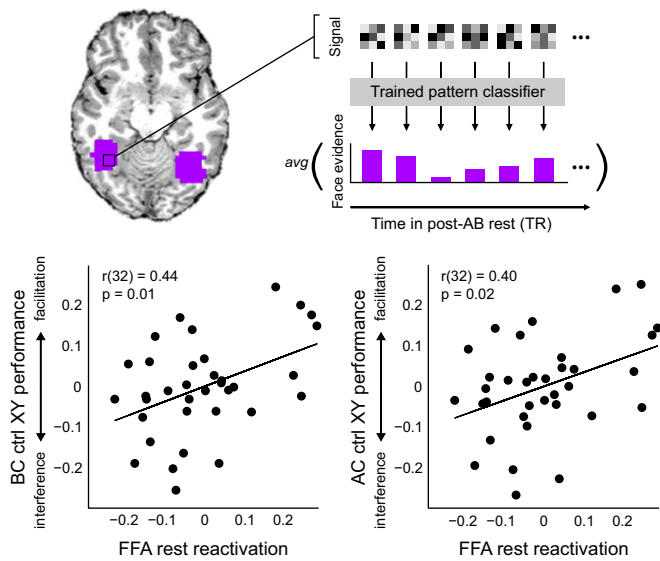 Signal
•••
Trained pattern classifier
avg
Face evidence
•••
Time in post-AB rest (TR)
r(32) = 0.44
p = 0.01
BC ctrl XY performance
facilitation
interference
0.2
0.1
0
−0.1
−0.2
−0.2
−0.1
0
0.1
0.2
FFA rest reactivation
r(32) = 0.40
p = 0.02
AC ctrl XY performance
facilitation
interference
0.2
0.1
0
−0.1
−0.2
−0.2
−0.1
0
0.1
0.2
FFA rest reactivation